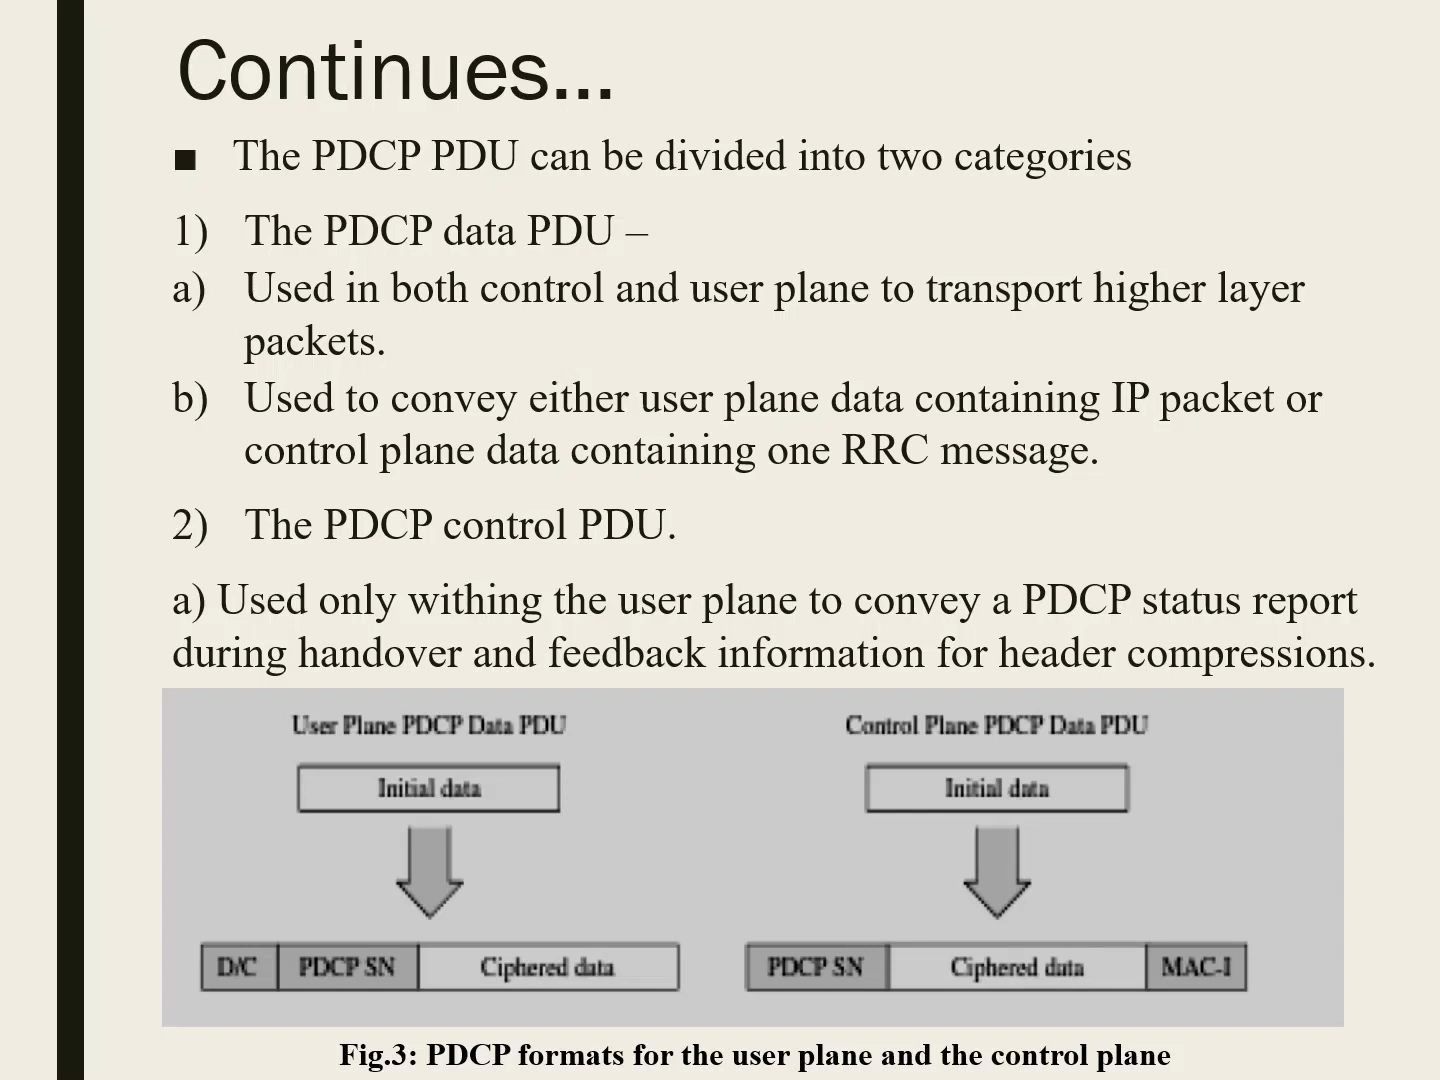 Continues...
■ The PDCP PDU can be divided into two categories
1) The PDCP data PDU –
a) Used in both control and user plane to transport higher layer
packets.
b) Used to convey either user plane data containing IP packet or
control plane data containing one RRC message.
2) The PDCP control PDU.
a) Used only withing the user plane to convey a PDCP status report
during handover and feedback information for header compressions.
User Plane PDCP Data PDU
Initial data
D/C PDCP SN Ciphered data
Control Plane PDCP Data PDU
Initial data
PDCP SN Ciphered data MAC-I
Fig.3: PDCP formats for the user plane and the control plane